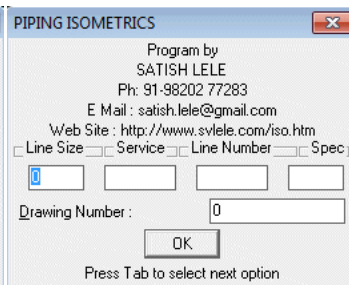 PIPING ISOMETRICS
Program by
SATISH LELE
Ph: 91-98202 77283
E Mail : satish.lele@gmail.com
Web Site : http://www.svlele.com/iso.htm
Line Size Service Line Number Spec
0
Drawing Number : 0
OK
Press Tab to select next option